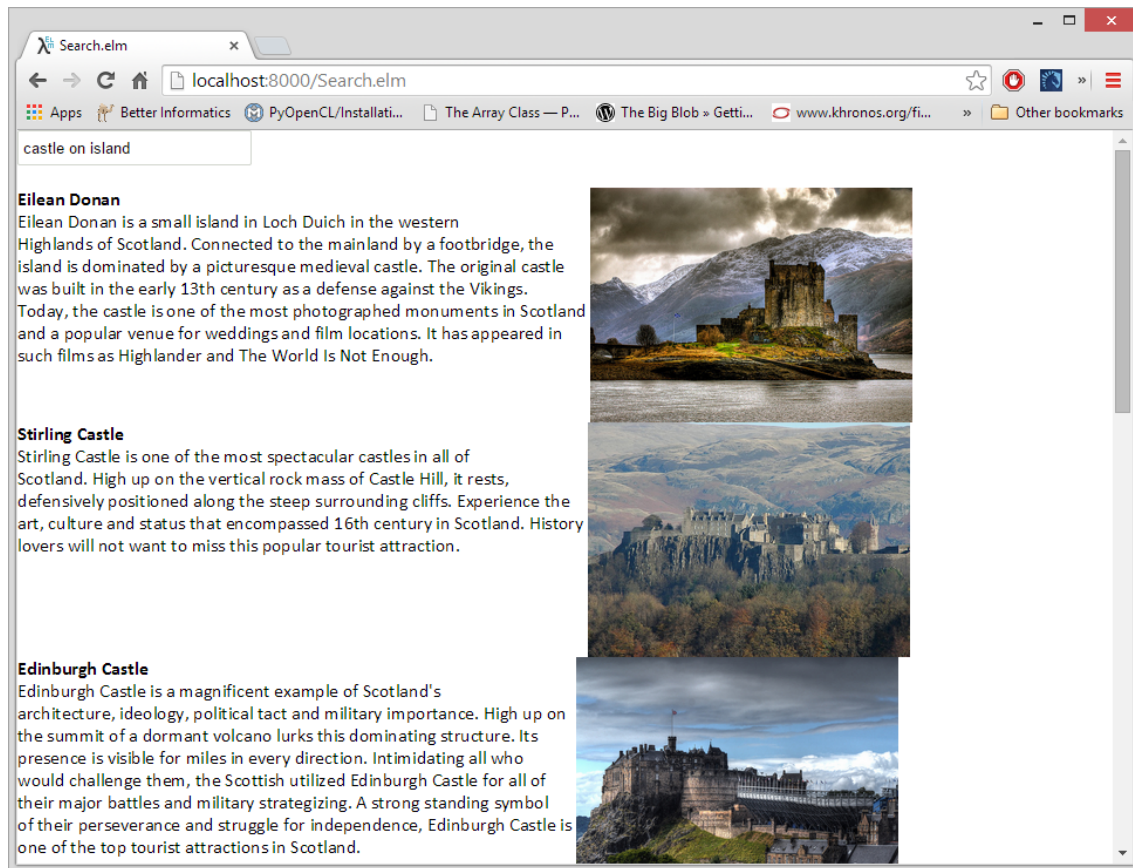 Search.elm
localhost:8000/Search.elm
Apps Better Informatics PyOpenCL/Installati... The Array Class — P... The Big Blob » Getti... www.khronos.org/fi... » Other bookmarks
castle on island
Eilean Donan
Eilean Donan is a small island in Loch Duich in the western
Highlands of Scotland. Connected to the mainland by a footbridge, the
island is dominated by a picturesque medieval castle. The original castle
was built in the early 13th century as a defense against the Vikings.
Today, the castle is one of the most photographed monuments in Scotland
and a popular venue for weddings and film locations. It has appeared in
such films as Highlander and The World Is Not Enough.
Stirling Castle
Stirling Castle is one of the most spectacular castles in all of
Scotland. High up on the vertical rock mass of Castle Hill, it rests,
defensively positioned along the steep surrounding cliffs. Experience the
art, culture and status that encompassed 16th century in Scotland. History
lovers will not want to miss this popular tourist attraction.
Edinburgh Castle
Edinburgh Castle is a magnificent example of Scotland's
architecture, ideology, political tact and military importance. High up on
the summit of a dormant volcano lurks this dominating structure. Its
presence is visible for miles in every direction. Intimidating all who
would challenge them, the Scottish utilized Edinburgh Castle for all of
their major battles and military strategizing. A strong standing symbol
of their perseverance and struggle for independence, Edinburgh Castle is
one of the top tourist attractions in Scotland.